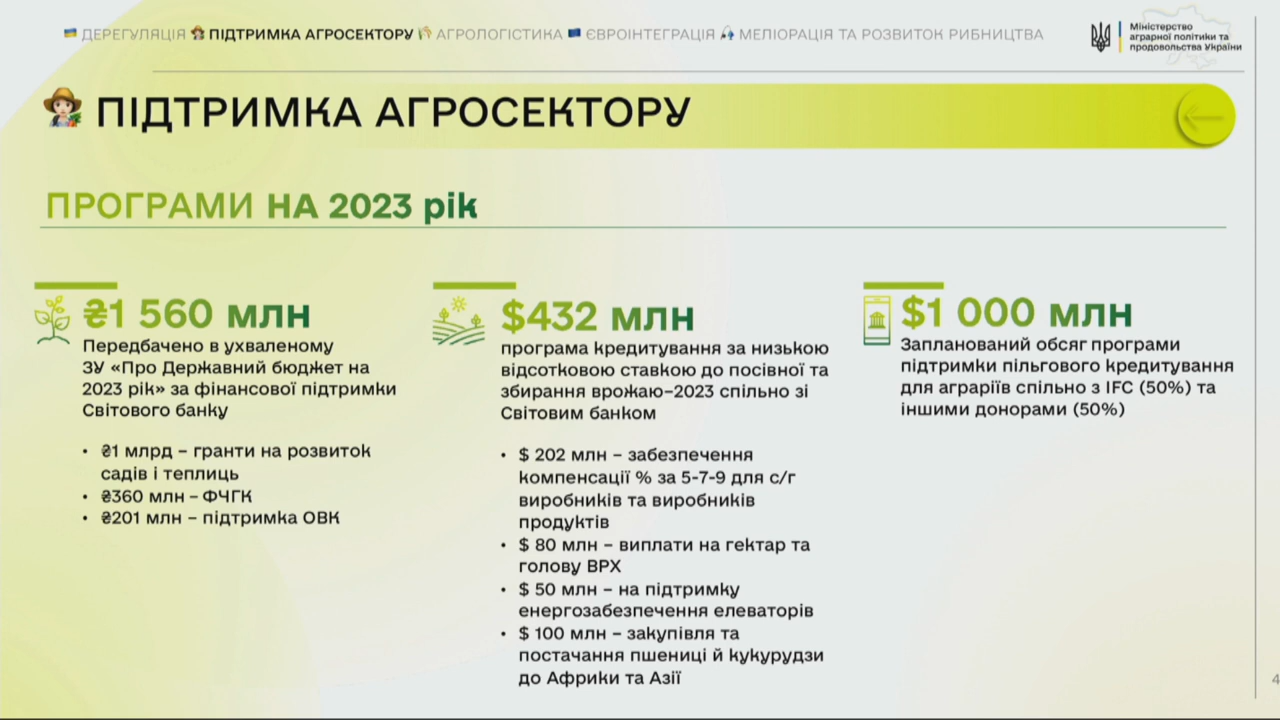 ДЕРЕГУЛЯЦІЯ ПІДТРИМКА АГРОСЕКТОРУ АГРОЛОГІСТИКА ЄВРОІНТЕГРАЦІЯ МЕЛІОРАЦІЯ ТА РОЗВИТОК РИБНИЦТВА
Міністерство
аграрної політики та
продовольства України
ПІДТРИМКА АГРОСЕКТОРУ
ПРОГРАМИ НА 2023 рік
₴1 560 млн
Передбачено в ухваленому
ЗУ «Про Державний бюджет на
2023 рік» за фінансової підтримки
Світового банку
• ₴1 млрд – гранти на розвиток
садів і теплиць
• ₴360 млн – ФЧГК
• ₴201 млн – підтримка ОВК
$432 млн
програма кредитування за низькою
відсотковою ставкою до посівної та
збирання врожаю–2023 спільно зі
Світовим банком
• $ 202 млн – забезпечення
компенсації % за 5-7-9 для с/г
виробників та виробників
продуктів
• $ 80 млн – виплати на гектар та
голову ВРХ
• $ 50 млн – на підтримку
енергозабезпечення елеваторів
• $ 100 млн – закупівля та
постачання пшениці й кукурудзи
до Африки та Азії
$1 000 млн
Запланований обсяг програми
підтримки пільгового кредитування
для аграріїв спільно з IFC (50%) та
іншими донорами (50%)
4